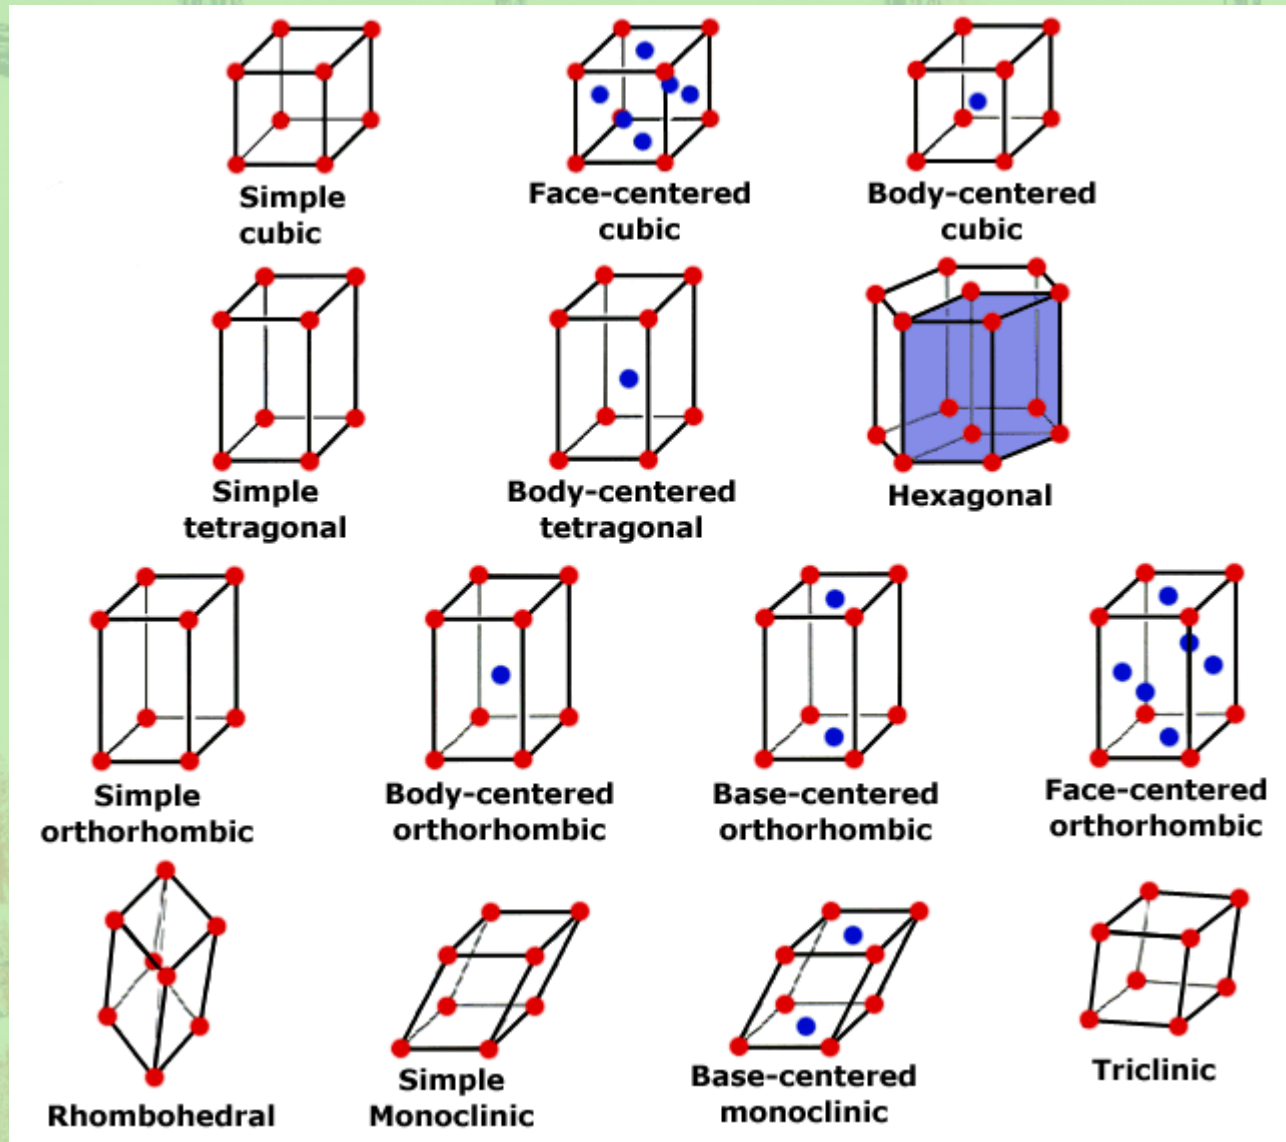 Simple
cubic
Face-centered
cubic
Body-centered
cubic
Simple
tetragonal
Body-centered
tetragonal
Hexagonal
Simple
orthorhombic
Body-centered
orthorhombic
Base-centered
orthorhombic
Face-centered
orthorhombic
Rhombohedral
Simple
Monoclinic
Base-centered
monoclinic
Triclinic